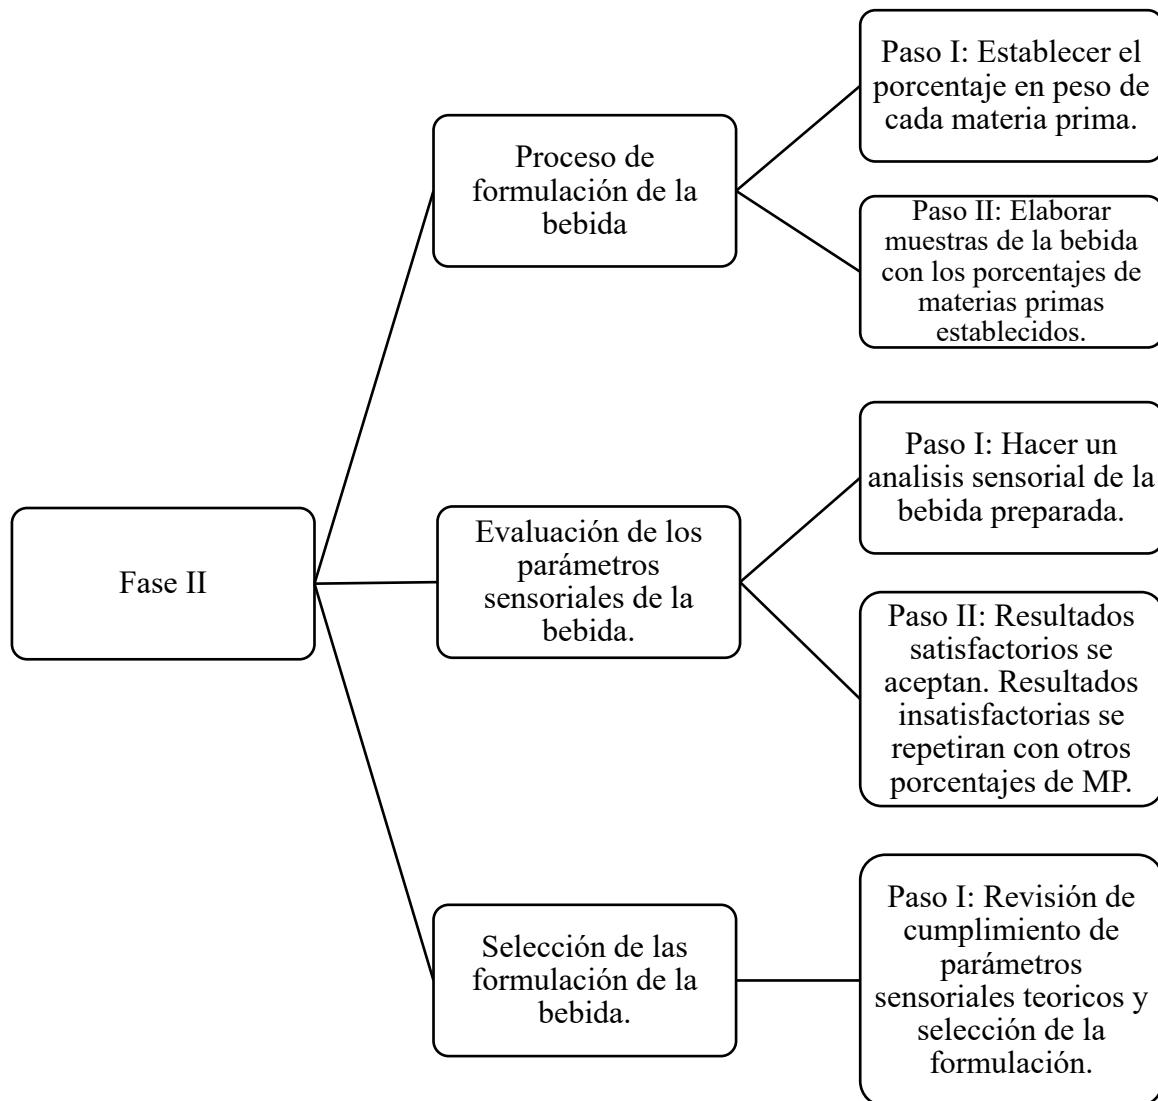 Fase II
Proceso de
formulación de la
bebida
Paso I: Establecer el
porcentaje en peso de
cada materia prima.
Paso II: Elaborar
muestras de la bebida
con los porcentajes de
materias primas
establecidos.
Evaluación de los
parámetros
sensoriales de la
bebida.
Paso I: Hacer un
analisis sensorial de la
bebida preparada.
Paso II: Resultados
satisfactorios se
aceptan. Resultados
insatisfactorias se
repetiran con otros
porcentajes de MP.
Selección de las
formulación de la
bebida.
Paso I: Revisión de
cumplimiento de
parámetros
sensoriales teoricos y
selección de la
formulación.